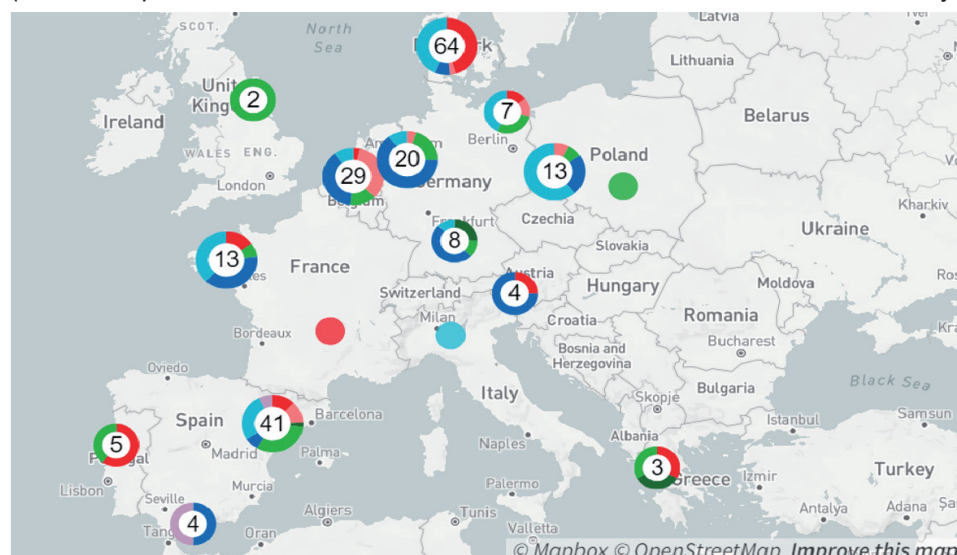 SCOT.
North
Sea
Latvia
Lithuania
64
Unit
King
2
Ireland
7
Berlin
Belarus
WALES ENG.
London
20
29
Germany
Belgium
13
Poland
Kharkiv
Frankfurt
8
Czechia
Slovakia
Ukraine
13
France
Austria
4
Switzerland
Hungary
Moldova
Milan
Croatia
Romania
Bordeaux
Bosnia and
Herzegovina
Bucharest
Oviedo
Italy
Bulgaria
Black Sea
Skopje
41
Barcelona
Spain
Madrid
Albania
Istanbul
Samsun
5
Palma
Naples
3
Greece
Izmir
Turkey
Lisbon
Murcia
Palermo
Seville
4
Algiers
Tunis
Antalya
Adana
Oran
Valletta
© Mapbox © OpenStreetMap Improve this map